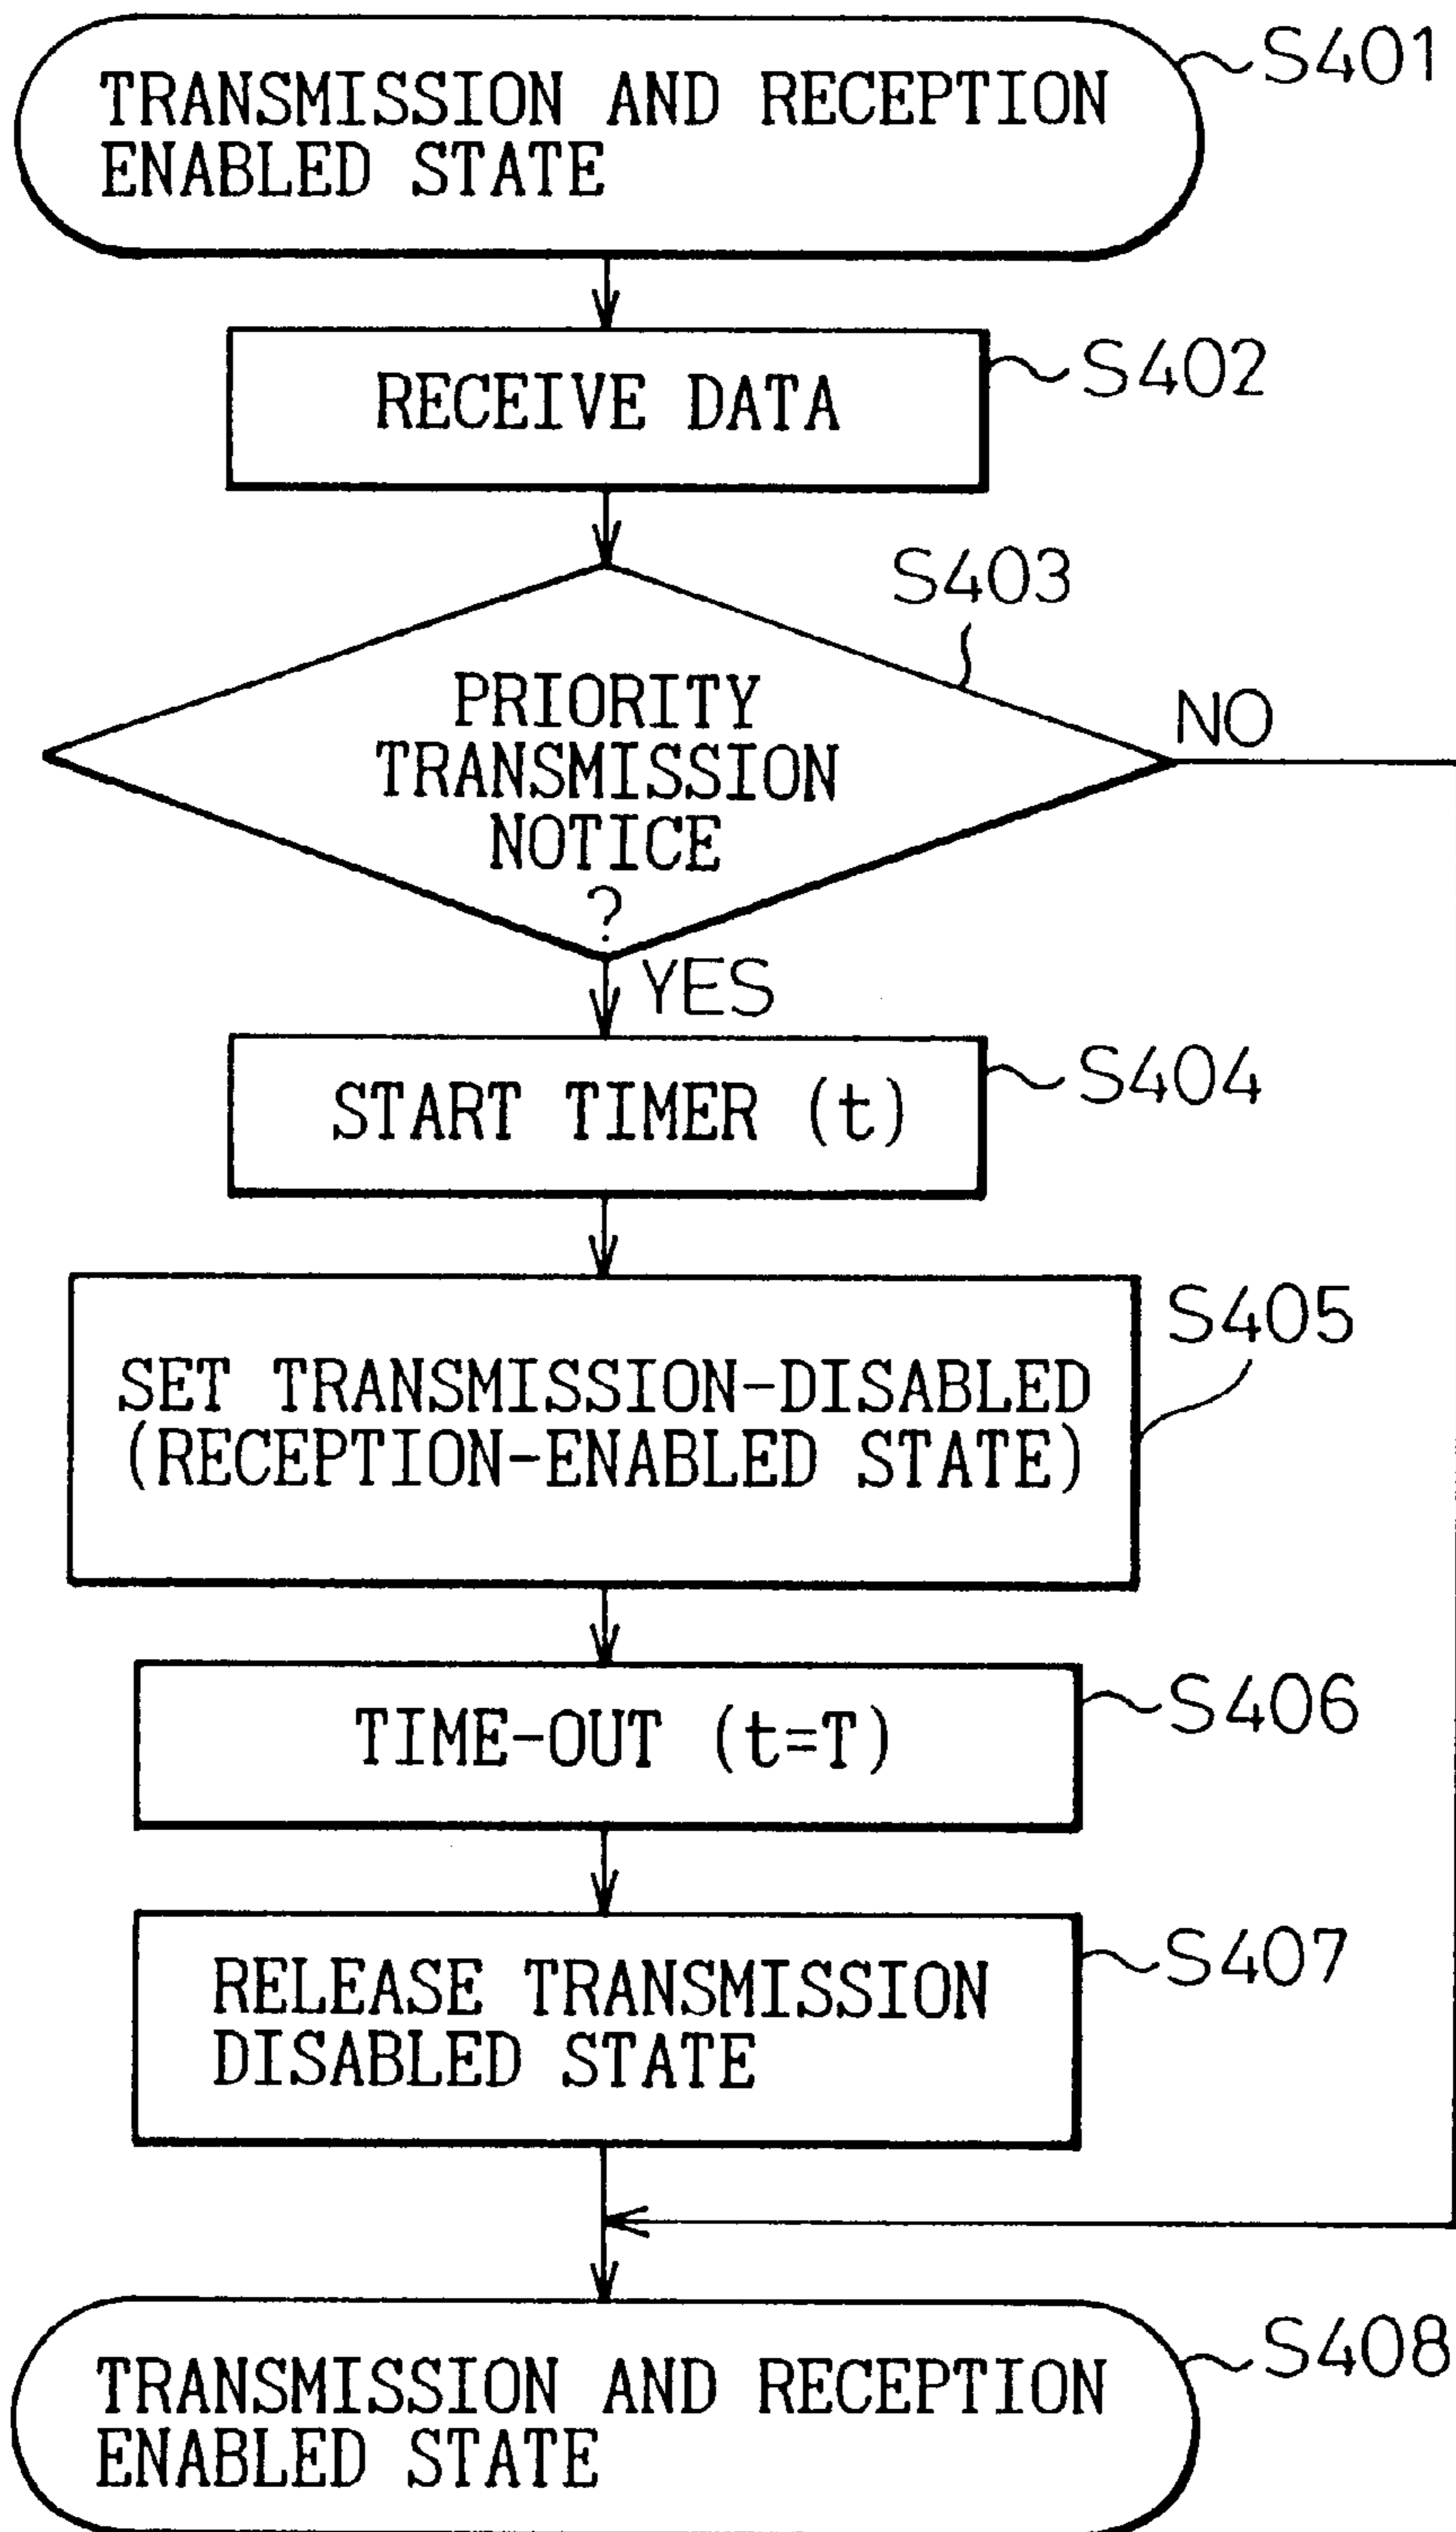 TRANSMISSION AND RECEPTION
ENABLED STATE
S401
RECEIVE DATA
S402
S403
PRIORITY
TRANSMISSION
NOTICE
?
NO
YES
START TIMER (t)
S404
SET TRANSMISSION-DISABLED
(RECEPTION-ENABLED STATE)
S405
TIME-OUT (t=T)
S406
RELEASE TRANSMISSION
DISABLED STATE
S407
TRANSMISSION AND RECEPTION
ENABLED STATE
S408